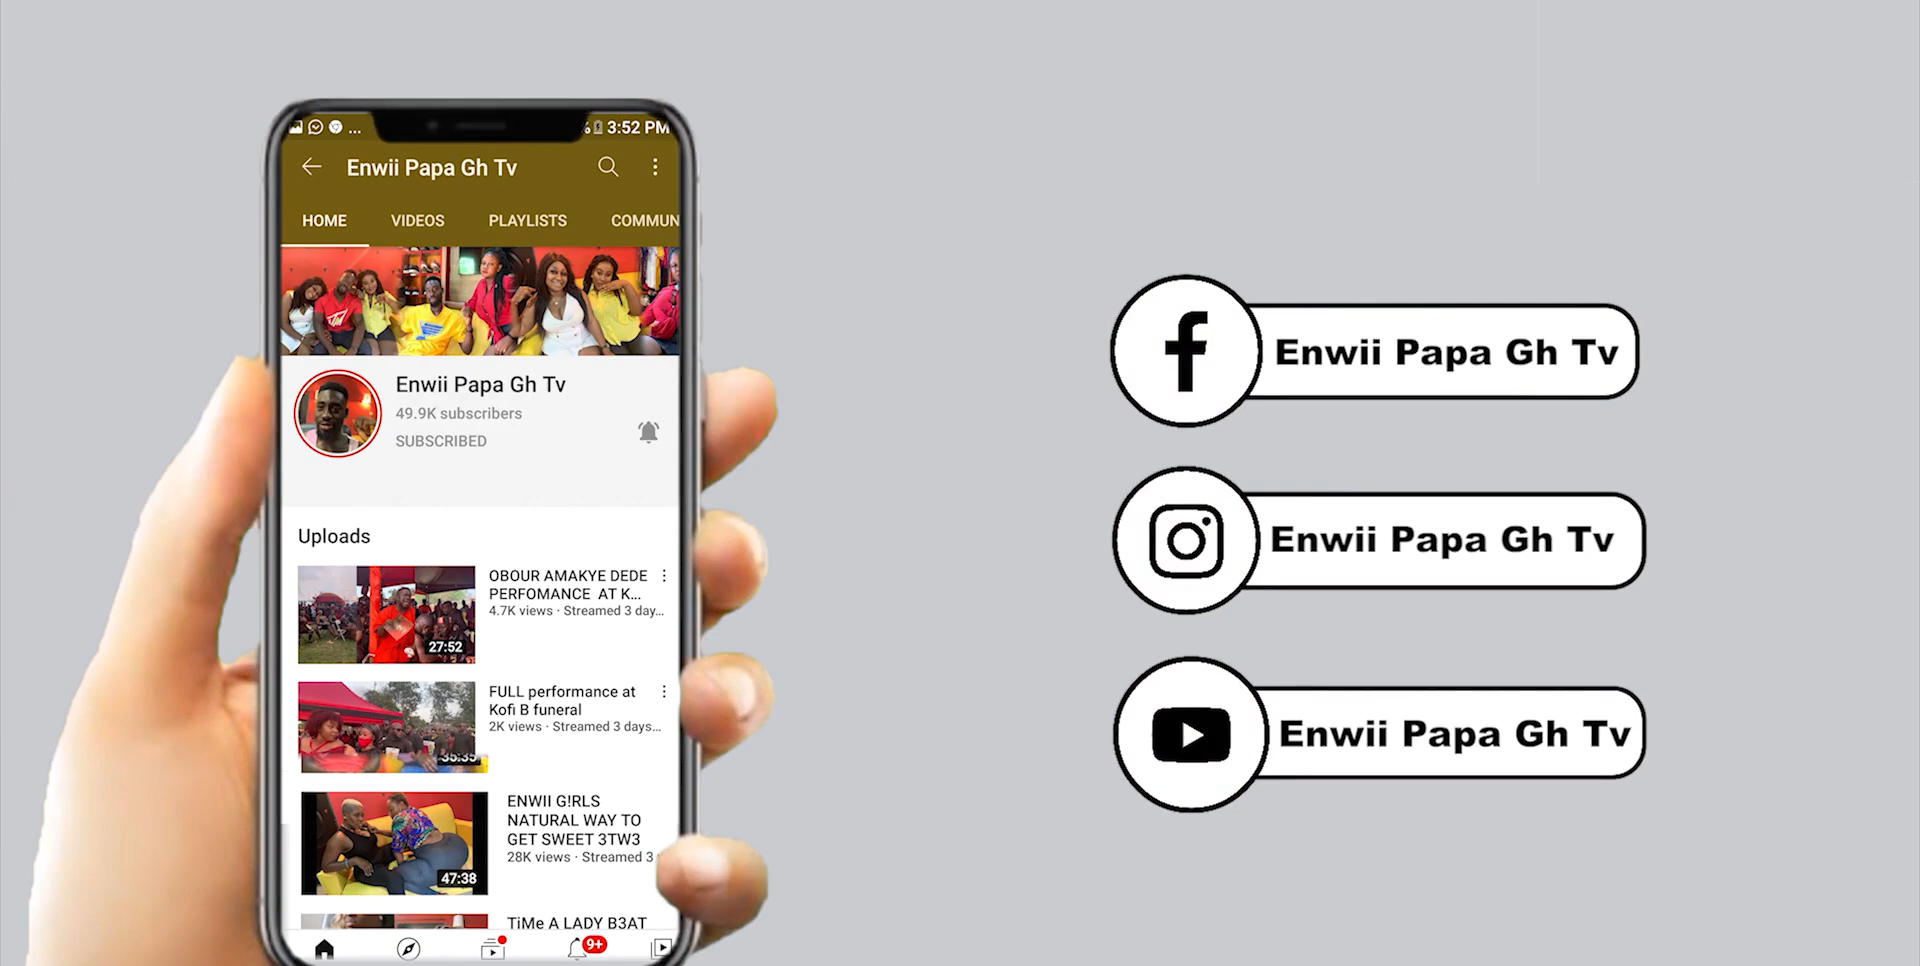 ... 3:52 PM
Enwii Papa Gh Tv
HOME VIDEOS PLAYLISTS COMMUN
Enwii Papa Gh Tv
49.9K subscribers
SUBSCRIBED
Uploads
OBOUR AMAKYE DEDE
PERFOMANCE AT K...
4.7K views · Streamed 3 day...
27:52
FULL performance at
Kofi B funeral
2K views · Streamed 3 days...
35:35
ENWII G!RLS
NATURAL WAY TO
GET SWEET 3TW3
28K views · Streamed 3
47:38
TiMe A LADY B3AT
9+
Enwii Papa Gh Tv
Enwii Papa Gh Tv
Enwii Papa Gh Tv